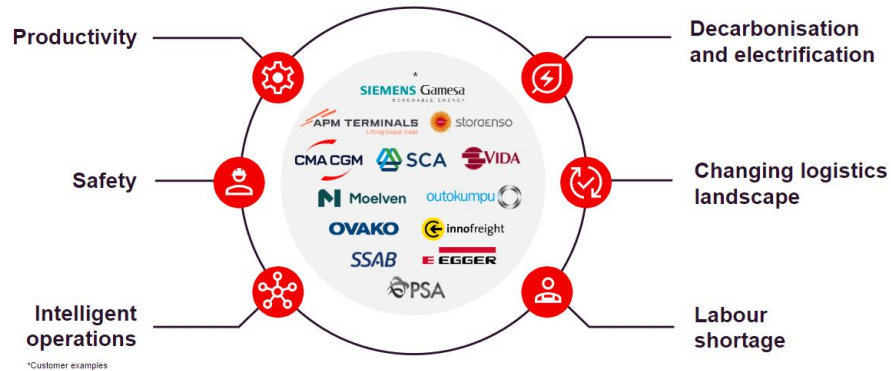 Productivity
Decarbonisation
and electrification
*
SIEMENS Gamesa
RENEWABLE ENERGY
APM TERMINALS
Lifting Global Trade
storaenso
CMA CGM
SCA
VIDA
Safety
Changing logistics
landscape
Moelven
outokumpu
OVAKO
innofreight
SSAB
E EGGER
PSA
Intelligent
operations
Labour
shortage
*Customer examples